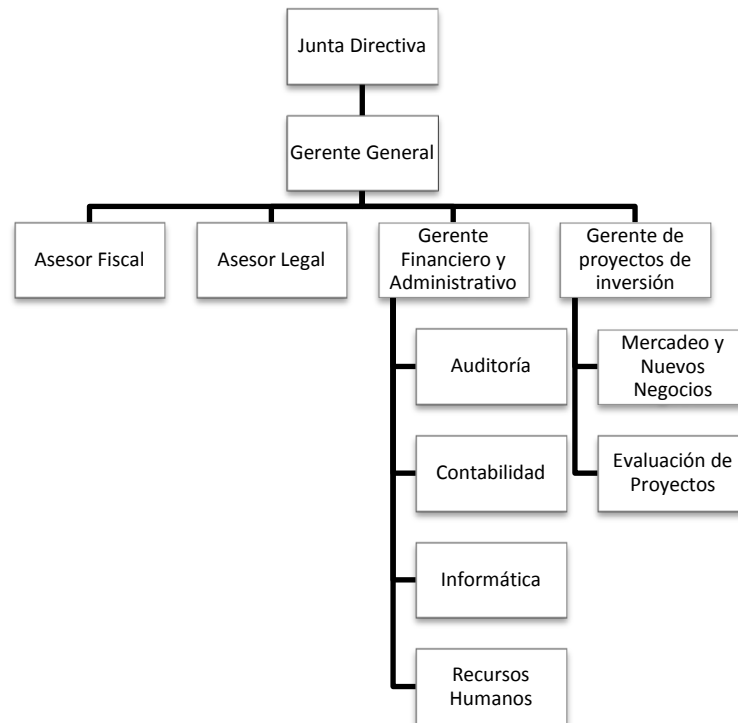 Junta Directiva
Gerente General
Asesor Fiscal
Asesor Legal
Gerente
Financiero y
Administrativo
Gerente de
proyectos de
inversión
Auditoría
Contabilidad
Informática
Recursos
Humanos
Mercadeo y
Nuevos
Negocios
Evaluación de
Proyectos